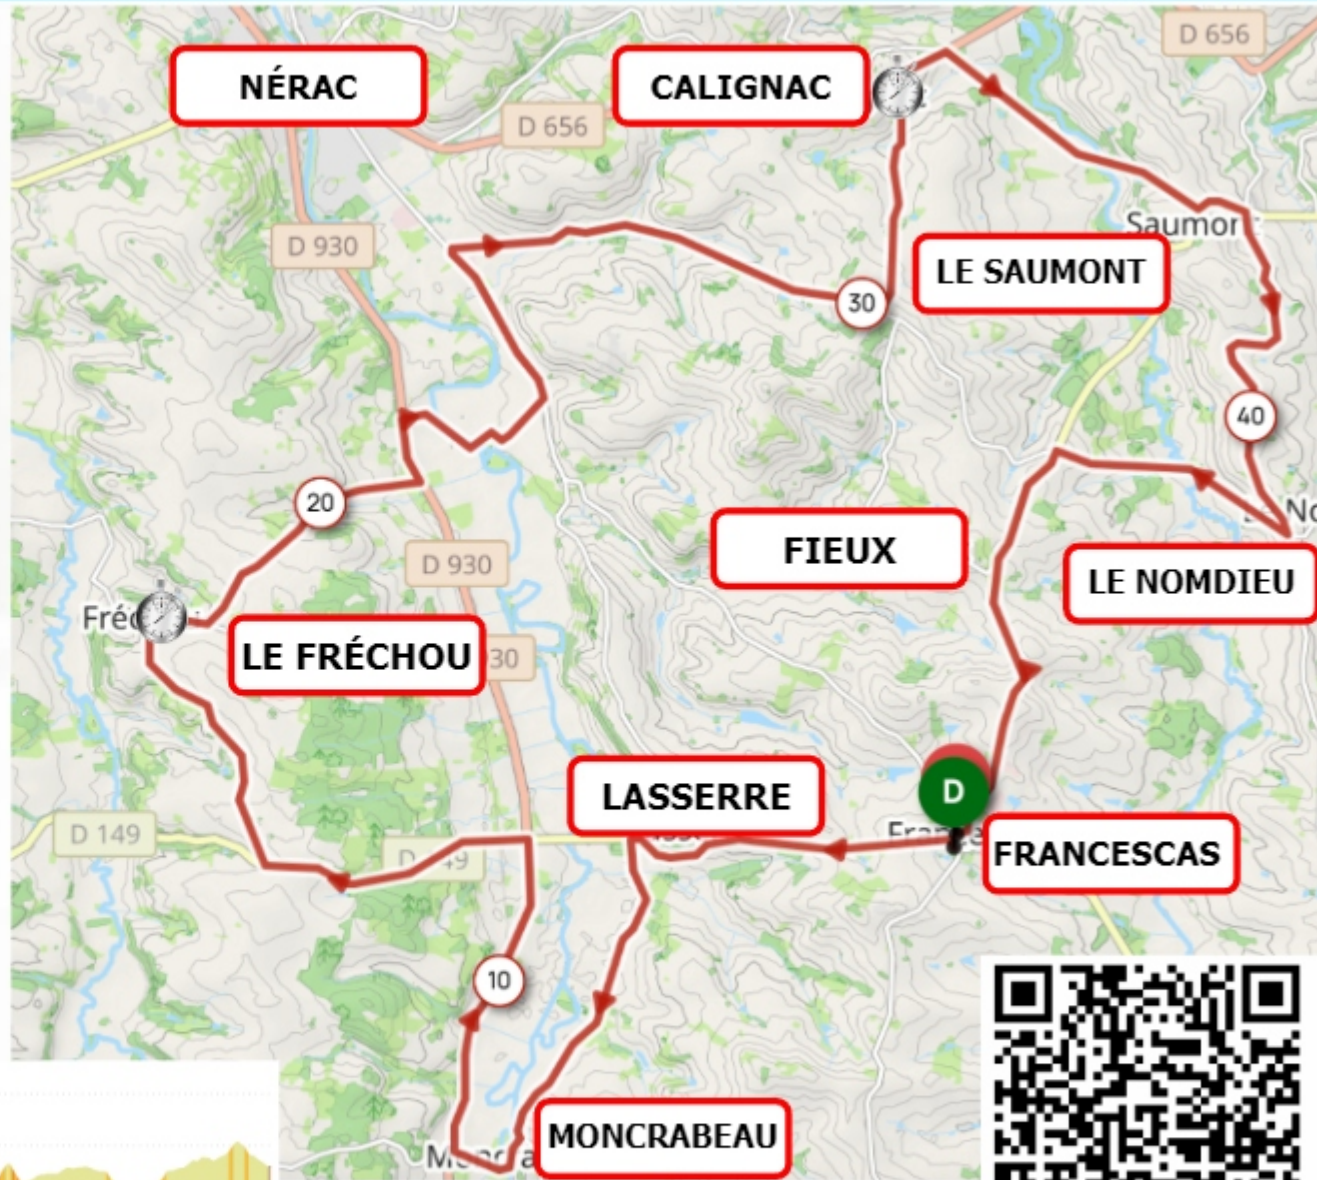 D 656
NÉRAC
CALIGNAC
D 656
Saumon
D 930
LE SAUMONT
30
40
20
FIEUX
D 930
LE NOMDIEU
Fré
LE FRÉCHOU
30
LASSERRE
D
D 149
FRANCESCAS
10
MONCRABEAU